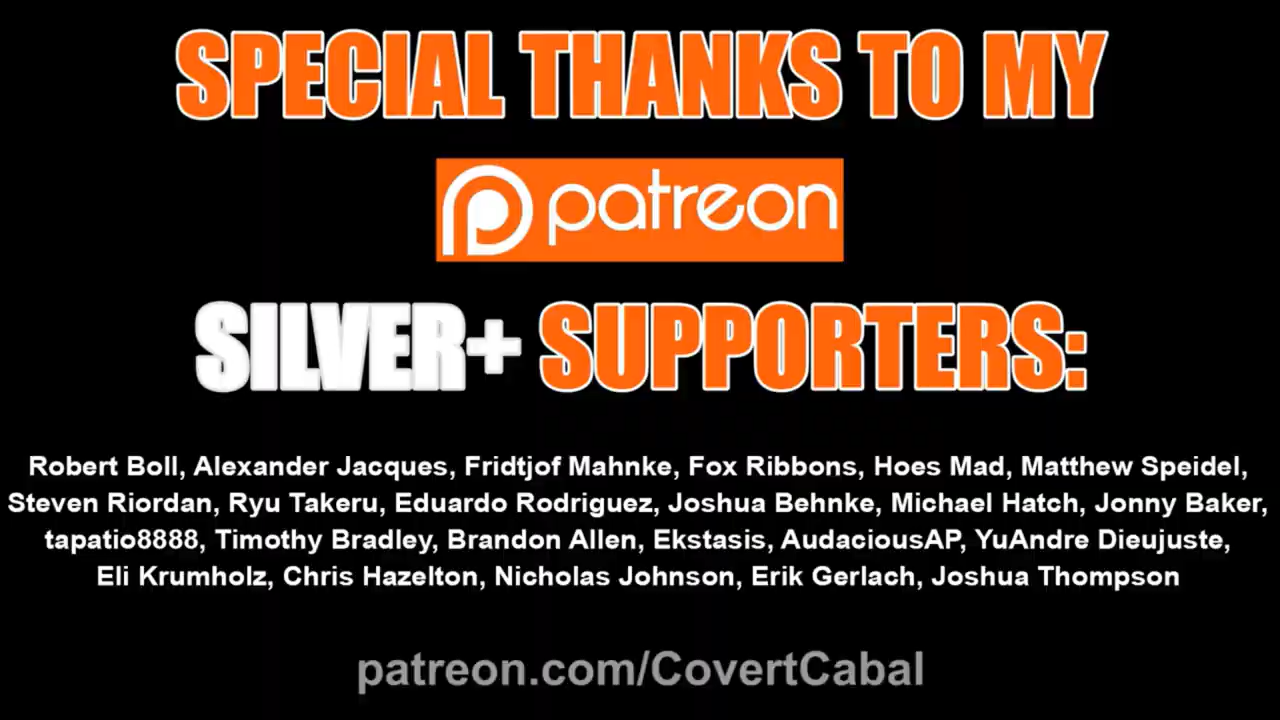 SPECIAL THANKS TO MY
patreon
SILVER+ SUPPORTERS:
Robert Boll, Alexander Jacques, Fridtjof Mahnke, Fox Ribbons, Hoes Mad, Matthew Speidel,
Steven Riordan, Ryu Takeru, Eduardo Rodriguez, Joshua Behnke, Michael Hatch, Jonny Baker,
tapatio8888, Timothy Bradley, Brandon Allen, Ekstasis, AudaciousAP, YuAndre Dieujuste,
Eli Krumholz, Chris Hazelton, Nicholas Johnson, Erik Gerlach, Joshua Thompson
patreon.com/CovertCabal